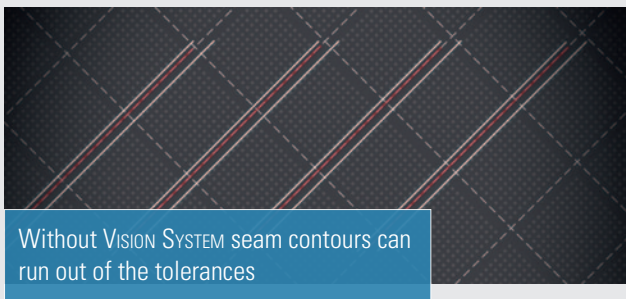 Without VISION SYSTEM seam contours can
run out of the tolerances